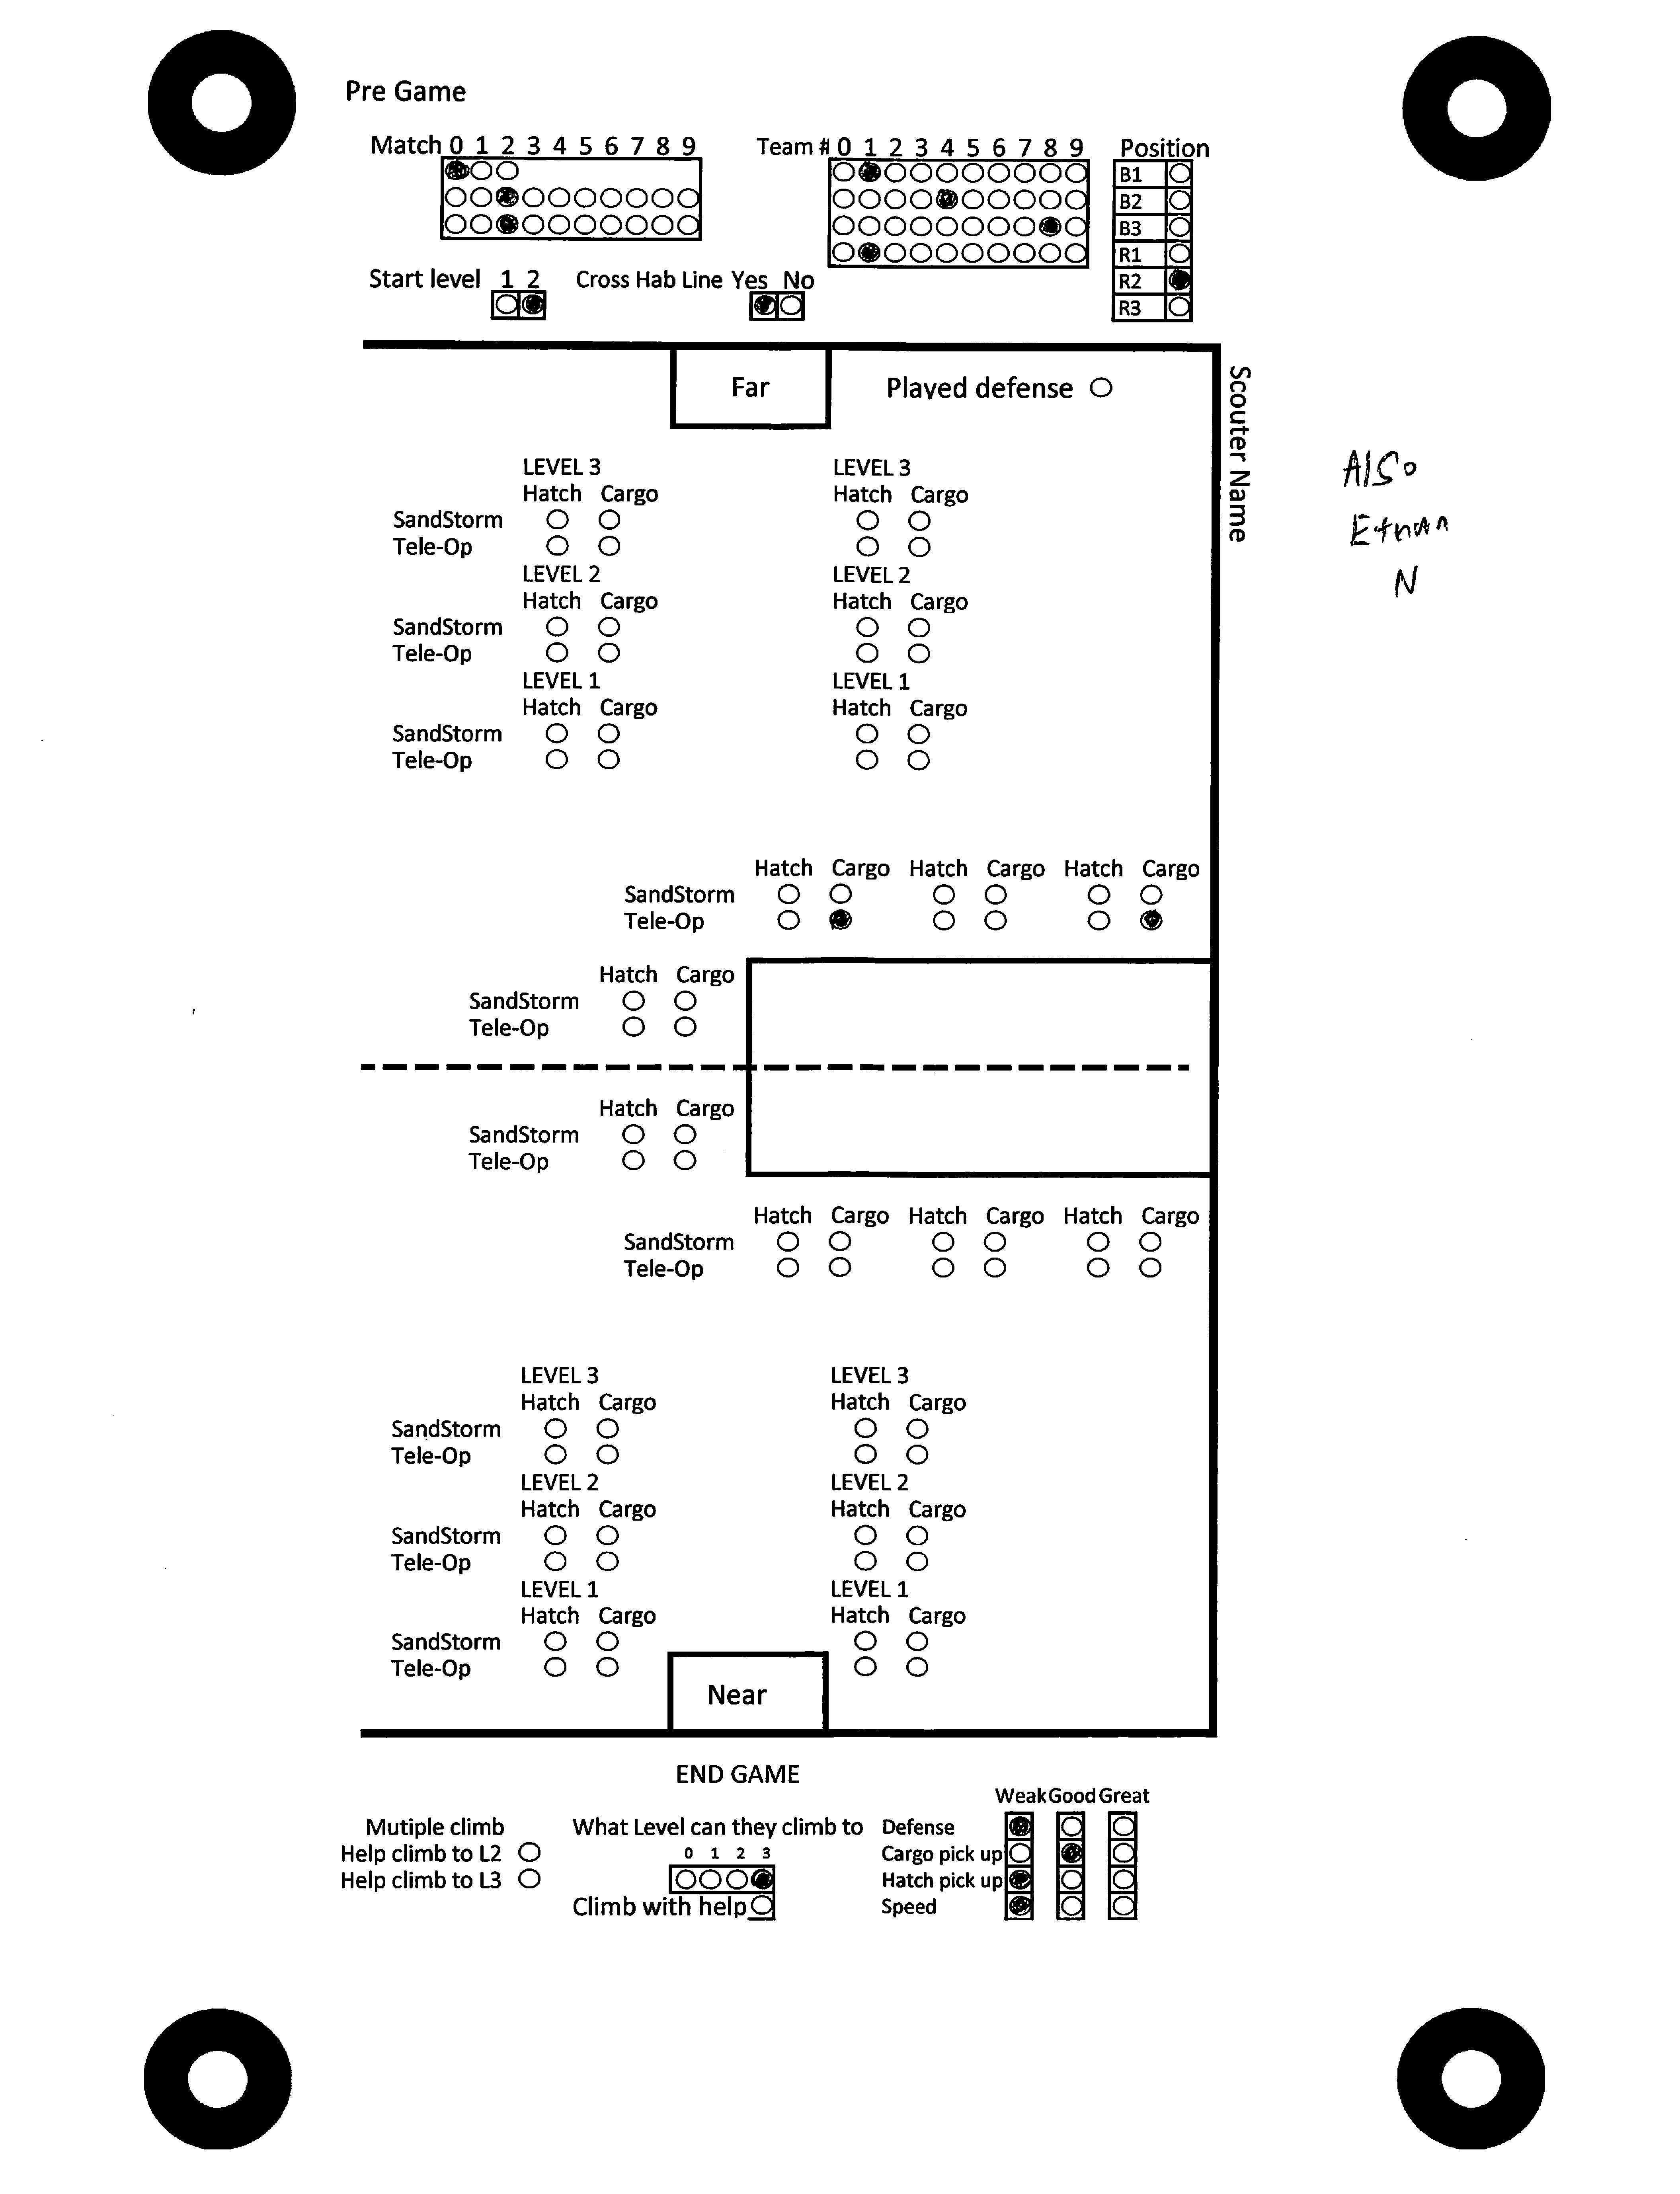 Pre Game
Match 0 1 2 3 4 5 6 7 8 9
Team # 0 1 2 3 4 5 6 7 8 9
Position
B1
B2
B3
R1
R2
R3
Start level 1 2
Cross Hab Line Yes No
Far
Played defense
Scouter Name
Also
Ethan
N
LEVEL 3 LEVEL 3
Hatch Cargo Hatch Cargo
SandStorm
Tele-Op
LEVEL 2 LEVEL 2
Hatch Cargo Hatch Cargo
SandStorm
Tele-Op
LEVEL 1 LEVEL 1
Hatch Cargo Hatch Cargo
SandStorm
Tele-Op
Hatch Cargo Hatch Cargo Hatch Cargo
SandStorm
Tele-Op
Hatch Cargo
SandStorm
Tele-Op
Hatch Cargo
SandStorm
Tele-Op
Hatch Cargo Hatch Cargo Hatch Cargo
SandStorm
Tele-Op
LEVEL 3 LEVEL 3
Hatch Cargo Hatch Cargo
SandStorm
Tele-Op
LEVEL 2 LEVEL 2
Hatch Cargo Hatch Cargo
SandStorm
Tele-Op
LEVEL 1 LEVEL 1
Hatch Cargo Hatch Cargo
SandStorm
Tele-Op
Near
END GAME
Mutiple climb
Help climb to L2
Help climb to L3
What Level can they climb to
0 1 2 3
Climb with help
Weak Good Great
Defense
Cargo pick up
Hatch pick up
Speed